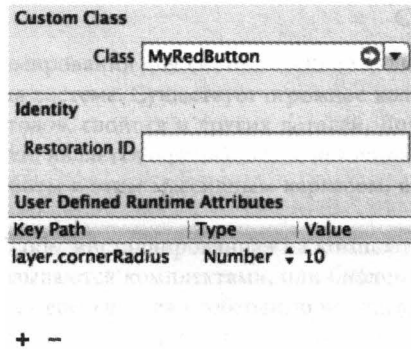 Custom Class
Class MyRedButton
Identity
Restoration ID
User Defined Runtime Attributes
Key Path Type Value
layer.cornerRadius Number 10
+ −